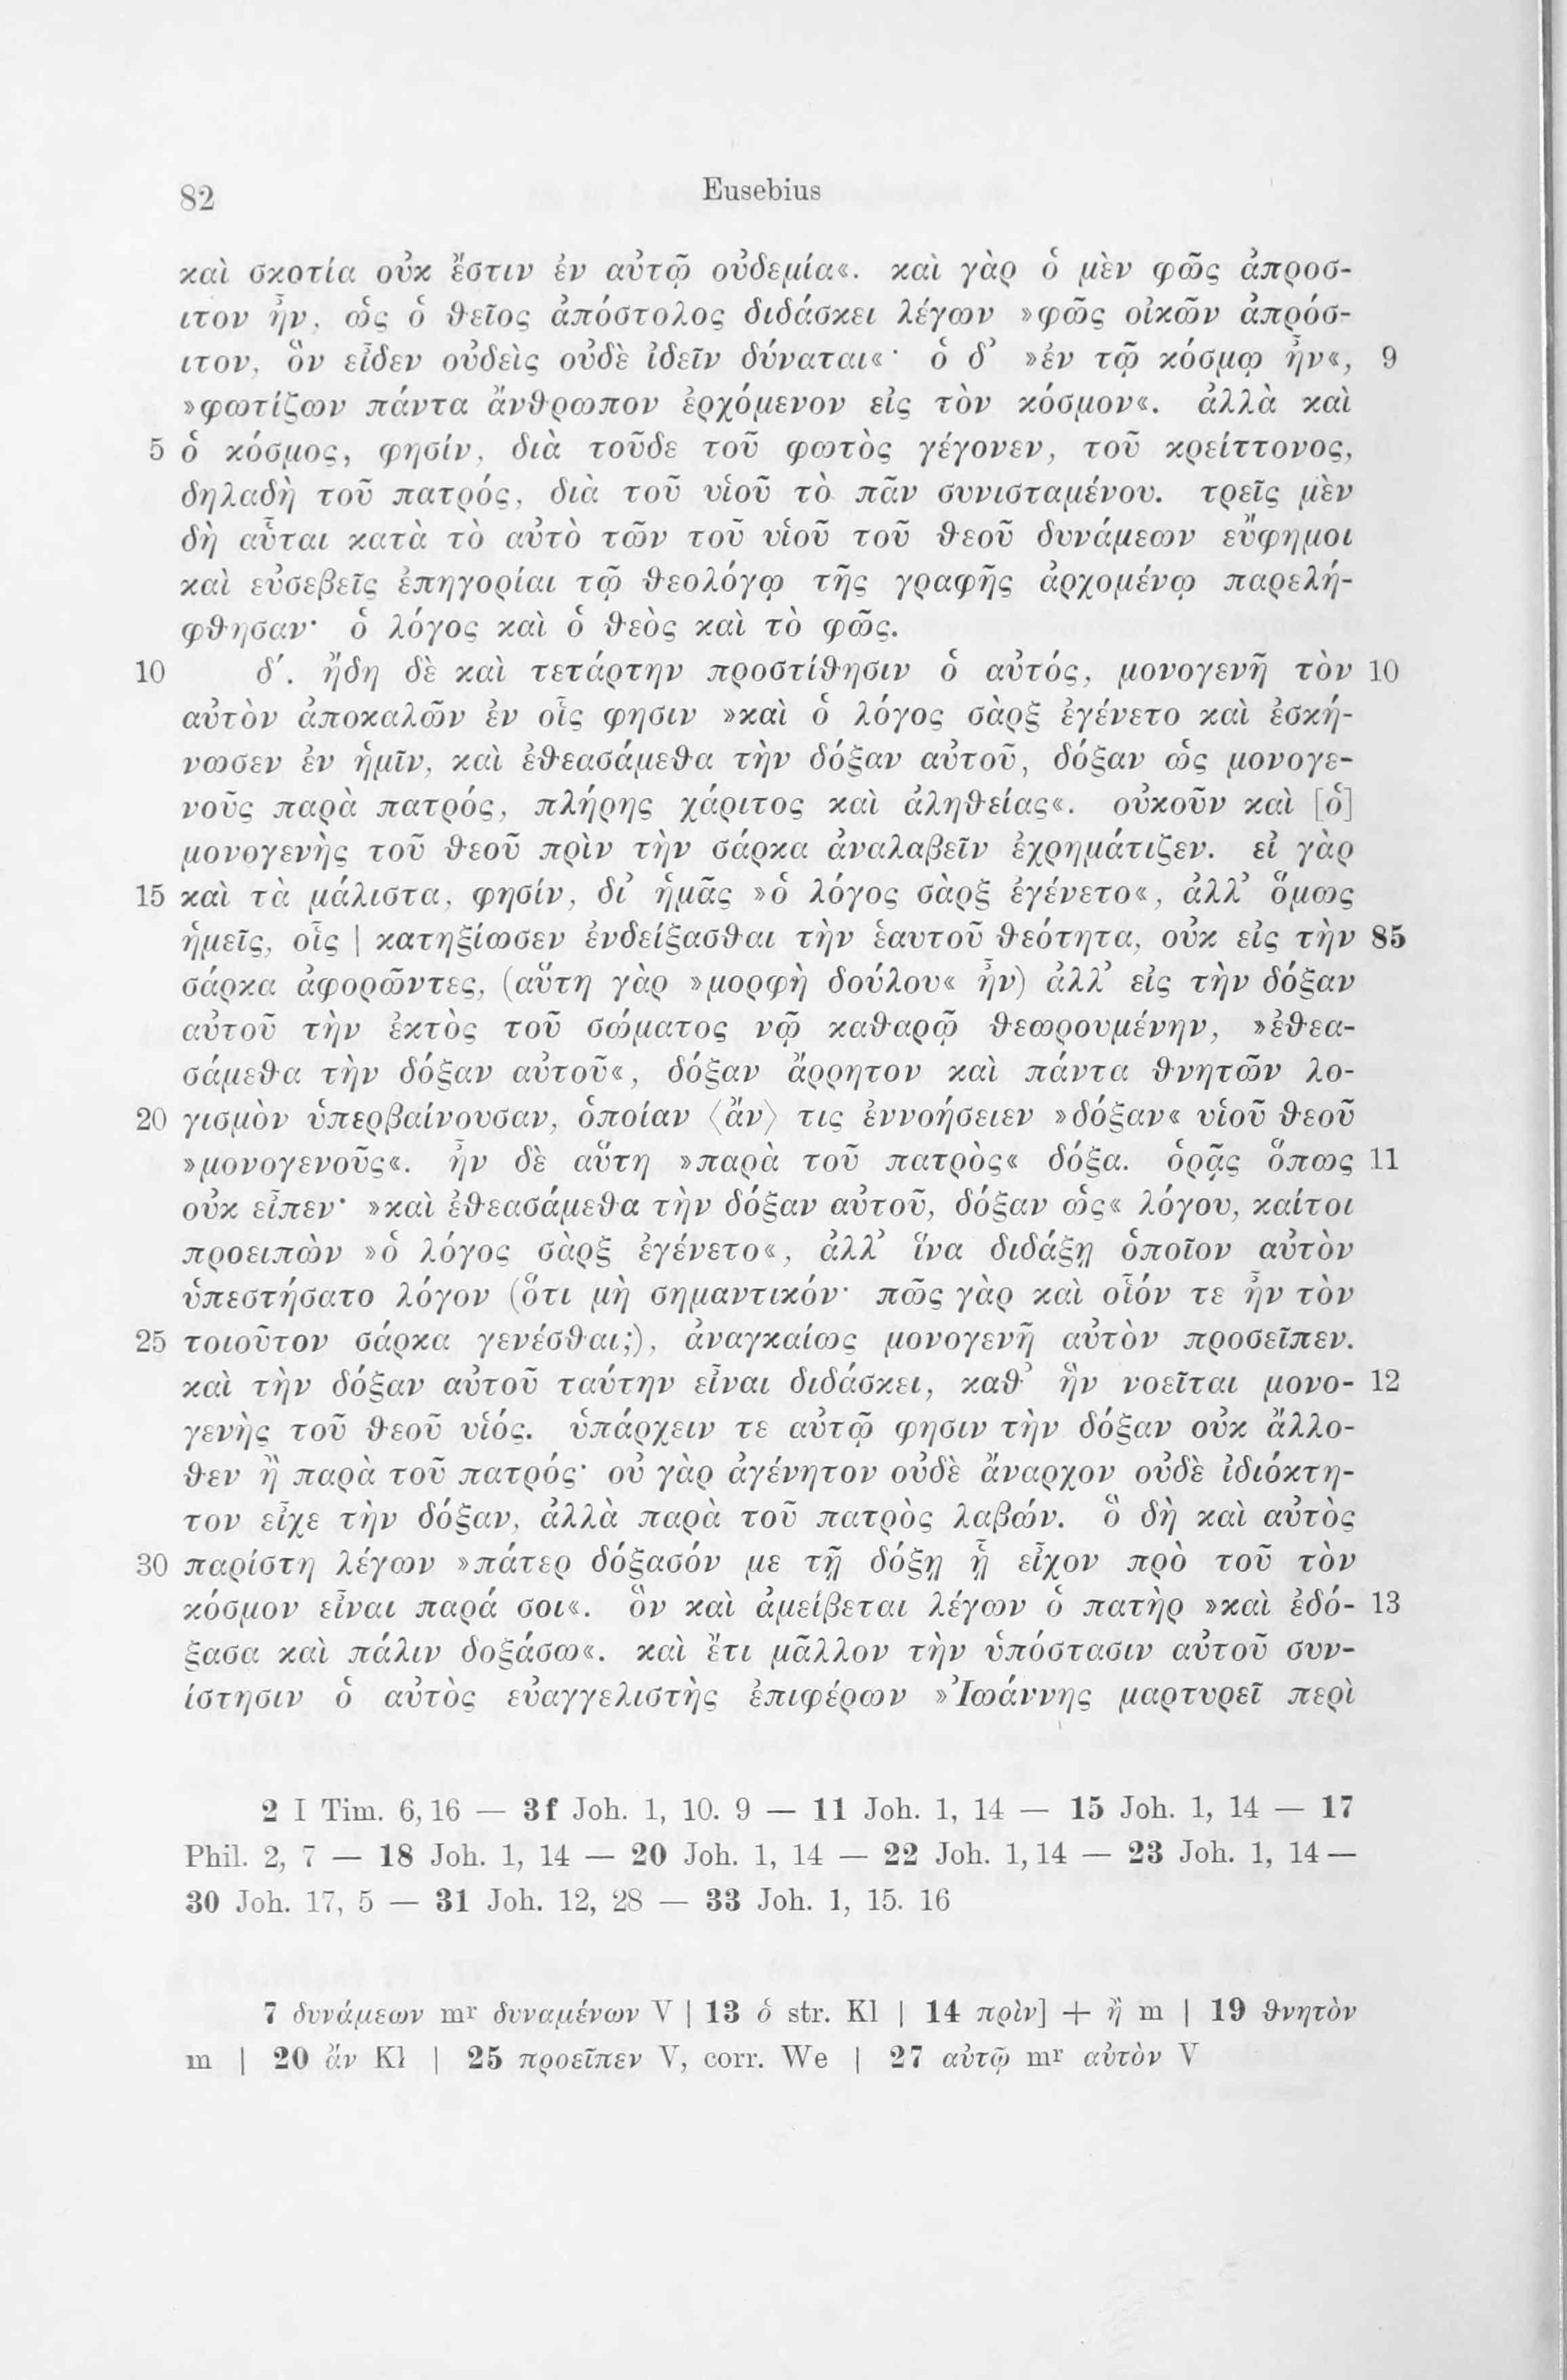 82 Eusebius
καὶ σκοτία οὐκ ἔστιν ἐν αὐτῷ οὐδεμία«. καὶ γὰρ ὁ μὲν φῶς ἀπροσ-
ιτον ἦν, ὡς ὁ θεῖος ἀπόστολος διδάσκει λέγων »φῶς οἰκῶν ἀπρόσ-
ιτον, ὃν εἶδεν οὐδεὶς οὐδὲ ἰδεῖν δύναται«· ὁ δ’ »ἐν τῷ κόσμῳ ἦν«, 9
»φωτίζων πάντα ἄνθρωπον ἐρχόμενον εἰς τὸν κόσμον«. ἀλλὰ καὶ
5 ὁ κόσμος, φησίν, διὰ τοῦδε τοῦ φωτὸς γέγονεν, τοῦ κρείττονος,
δηλαδὴ τοῦ πατρός, διὰ τοῦ υἱοῦ τὸ πᾶν συνισταμένου. τρεῖς μὲν
δὴ αὗται κατὰ τὸ αὐτὸ τῶν τοῦ υἱοῦ τοῦ θεοῦ δυνάμεων εὔφημοι
καὶ εὐσεβεῖς ἐπηγορίαι τῷ θεολόγῳ τῆς γραφῆς ἀρχομένῳ παρελή-
φθησαν· ὁ λόγος καὶ ὁ θεὸς καὶ τὸ φῶς.
10 δ′. ἤδη δὲ καὶ τετάρτην προστίθησιν ὁ αὐτός, μονογενῆ τὸν 10
αὐτὸν ἀποκαλῶν ἐν οἷς φησιν »καὶ ὁ λόγος σὰρξ ἐγένετο καὶ ἐσκή-
νωσεν ἐν ἡμῖν, καὶ ἐθεασάμεθα τὴν δόξαν αὐτοῦ, δόξαν ὡς μονογε-
νοῦς παρὰ πατρός, πλήρης χάριτος καὶ ἀληθείας«. οὐκοῦν καὶ [ὁ]
μονογενὴς τοῦ θεοῦ πρὶν τὴν σάρκα ἀναλαβεῖν ἐχρημάτιζεν. εἰ γὰρ
15 καὶ τὰ μάλιστα, φησίν, δι’ ἡμᾶς »ὁ λόγος σὰρξ ἐγένετο«, ἀλλ’ ὅμως
ἡμεῖς, οἷς | κατηξίωσεν ἐνδείξασθαι τὴν ἑαυτοῦ θεότητα, οὐκ εἰς τὴν 85
σάρκα ἀφορῶντες, (αὕτη γὰρ »μορφὴ δούλου« ἦν) ἀλλ’ εἰς τὴν δόξαν
αὐτοῦ τὴν ἐκτὸς τοῦ σώματος νῷ καθαρῷ θεωρουμένην, »ἐθεα-
σάμεθα τὴν δόξαν αὐτοῦ«, δόξαν ἄρρητον καὶ πάντα θνητῶν λο-
20 γισμὸν ὑπερβαίνουσαν, ὁποίαν ⟨ἄν⟩ τις ἐννοήσειεν »δόξαν« υἱοῦ θεοῦ
»μονογενοῦς«. ἦν δὲ αὕτη »παρὰ τοῦ πατρὸς« δόξα. ὁρᾷς ὅπως 11
οὐκ εἶπεν· »καὶ ἐθεασάμεθα τὴν δόξαν αὐτοῦ, δόξαν ὡς« λόγου, καίτοι
προειπὼν »ὁ λόγος σὰρξ ἐγένετο«, ἀλλ’ ἵνα διδάξῃ ὁποῖον αὐτὸν
ὑπεστήσατο λόγον (ὅτι μὴ σημαντικόν· πῶς γὰρ καὶ οἷόν τε ἦν τὸν
25 τοιοῦτον σάρκα γενέσθαι;), ἀναγκαίως μονογενῆ αὐτὸν προσεῖπεν.
καὶ τὴν δόξαν αὐτοῦ ταύτην εἶναι διδάσκει, καθ’ ἣν νοεῖται μονο- 12
γενὴς τοῦ θεοῦ υἱός. ὑπάρχειν τε αὐτῷ φησιν τὴν δόξαν οὐκ ἄλλο-
θεν ἢ παρὰ τοῦ πατρός· οὐ γὰρ ἀγένητον οὐδὲ ἄναρχον οὐδὲ ἰδιόκτη-
τον εἶχε τὴν δόξαν, ἀλλὰ παρὰ τοῦ πατρὸς λαβών. ὃ δὴ καὶ αὐτὸς
30 παρίστη λέγων »πάτερ δόξασόν με τῇ δόξῃ ᾗ εἶχον πρὸ τοῦ τὸν
κόσμον εἶναι παρά σοι«. ὃν καὶ ἀμείβεται λέγων ὁ πατὴρ »καὶ ἐδό- 13
ξασα καὶ πάλιν δοξάσω«. καὶ ἔτι μᾶλλον τὴν ὑπόστασιν αὐτοῦ συν-
ίστησιν ὁ αὐτὸς εὐαγγελιστὴς ἐπιφέρων »Ἰωάννης μαρτυρεῖ περὶ
2 I Tim. 6, 16 — 3f Joh. 1, 10. 9 — 11 Joh. 1, 14 — 15 Joh. 1, 14 — 17
Phil. 2, 7 — 18 Joh. 1, 14 — 20 Joh. 1, 14 — 22 Joh. 1, 14 — 23 Joh. 1, 14 —
30 Joh. 17, 5 — 31 Joh. 12, 28 — 33 Joh. 1, 15. 16
7 δυνάμεων mʳ δυναμένων V | 13 ὁ str. Kl | 14 πρὶν] + ἢ m | 19 θνητὸν
m | 20 ἄν Kl | 25 προεῖπεν V, corr. We | 27 αὐτῷ mʳ αὐτὸν V